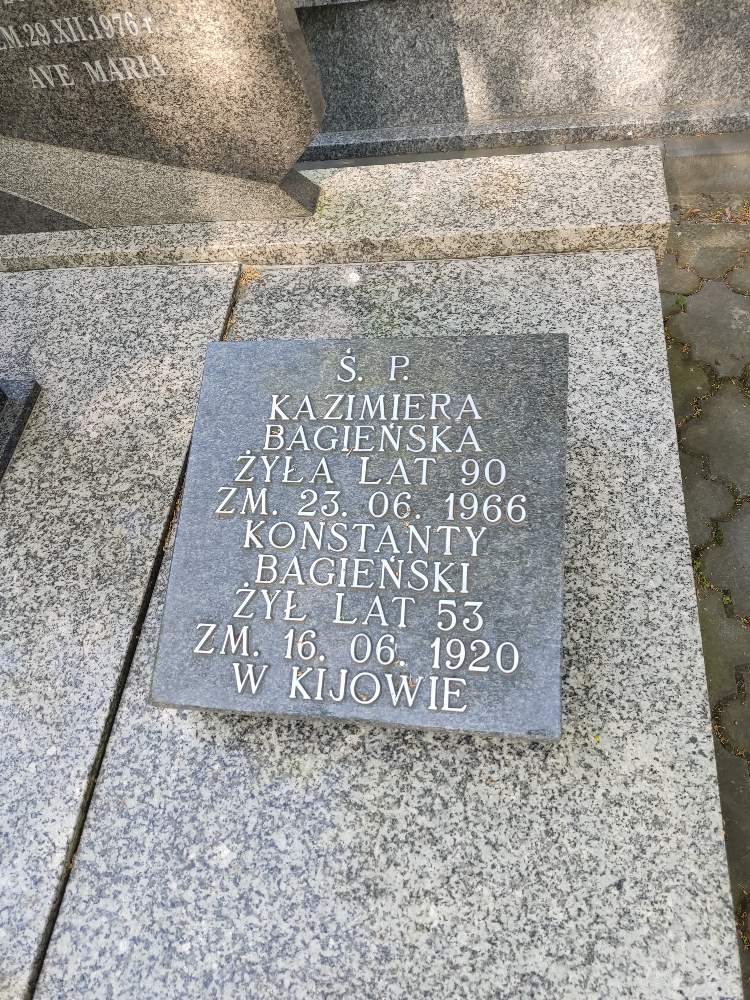 ZM.29.XII.1976 r.
AVE MARIA
Ś. P.
KAZIMIERA
BAGIEŃSKA
ŻYŁA LAT 90
ZM. 23. 06. 1966
KONSTANTY
BAGIEŃSKI
ŻYŁ LAT 53
ZM. 16. 06. 1920
W KIJOWIE